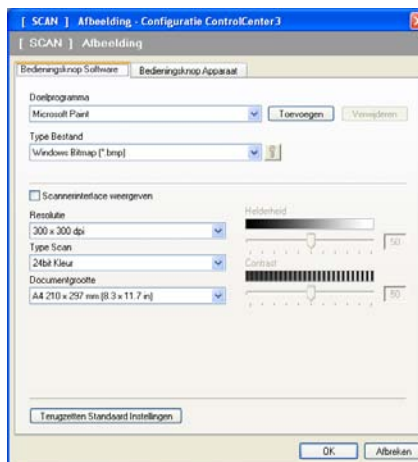 [ SCAN ] Afbeelding - Configuratie ControlCenter3
[ SCAN ] Afbeelding
Bedieningsknop Software Bedieningsknop Apparaat
Doelprogramma
Microsoft Paint Toevoegen Verwijderen
Type Bestand
Windows Bitmap (*.bmp)
Scannerinterface weergeven
Resolutie Helderheid
300 x 300 dpi 50
Type Scan
24bit Kleur Contrast
Documentgrootte
A4 210 x 297 mm (8.3 x 11.7 in) 50
Terugzetten Standaard Instellingen
OK Afbreken